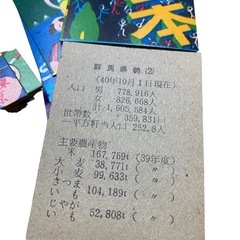 群馬県勢(2)
(40年10月1日現在)
人口 男 778,916人
女 826,668人
計 1,605,584人
世帯数 359,831
一平方粁当人口 252.8人
主要農産物
米 167,769t (39年度)
大麦 38,771t (〃)
小麦 99,633t (〃)
さつまいも 104,189t (〃)
じゃがいも 52,808t (〃)